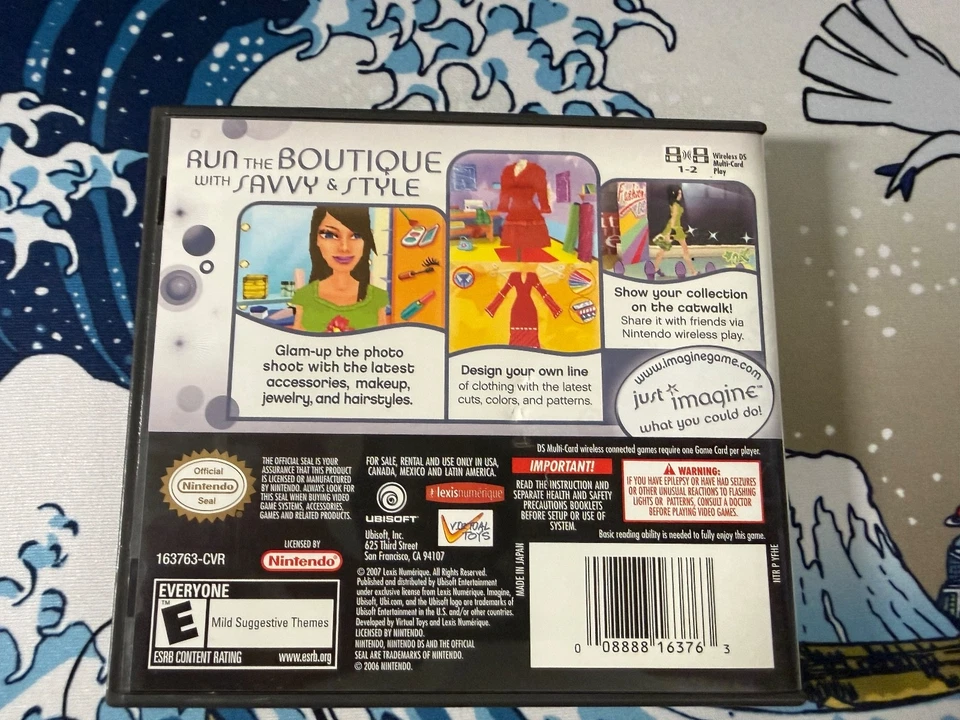 RUN THE BOUTIQUE
WITH SAVVY & STYLE
Wireless DS
Multi-Card
Play
1-2
Glam-up the photo
shoot with the latest
accessories, makeup,
jewelry, and hairstyles.
Design your own line
of clothing with the latest
cuts, colors, and patterns.
Show your collection
on the catwalk!
Share it with friends via
Nintendo wireless play.
www.imaginegame.com
just imagine™
what you could do!
DS Multi-Card wireless connected games require one Game Card per player.
Official
Nintendo
Seal
THE OFFICIAL SEAL IS YOUR
ASSURANCE THAT THIS PRODUCT
IS LICENSED OR MANUFACTURED
BY NINTENDO. ALWAYS LOOK FOR
THIS SEAL WHEN BUYING VIDEO
GAME SYSTEMS, ACCESSORIES,
GAMES AND RELATED PRODUCTS.
FOR SALE, RENTAL AND USE ONLY IN USA,
CANADA, MEXICO AND LATIN AMERICA.
UBISOFT
lexisnumérique
VIRTUAL
TOYS
Ubisoft, Inc.
625 Third Street
San Francisco, CA 94107
IMPORTANT!
READ THE INSTRUCTION AND
SEPARATE HEALTH AND SAFETY
PRECAUTIONS BOOKLETS
BEFORE SETUP OR USE OF
SYSTEM.
WARNING:
IF YOU HAVE EPILEPSY OR HAVE HAD SEIZURES
OR OTHER UNUSUAL REACTIONS TO FLASHING
LIGHTS OR PATTERNS, CONSULT A DOCTOR
BEFORE PLAYING VIDEO GAMES.
Basic reading ability is needed to fully enjoy this game.
163763-CVR
LICENSED BY
Nintendo
© 2007 Lexis Numérique. All Rights Reserved.
Published and distributed by Ubisoft Entertainment
under exclusive license from Lexis Numérique. Imagine,
Ubisoft, Ubi.com, and the Ubisoft logo are trademarks of
Ubisoft Entertainment in the U.S. and/or other countries.
Developed by Virtual Toys and Lexis Numérique.
LICENSED BY NINTENDO.
NINTENDO, NINTENDO DS AND THE OFFICIAL
SEAL ARE TRADEMARKS OF NINTENDO.
© 2006 NINTENDO.
EVERYONE
E
Mild Suggestive Themes
ESRB CONTENT RATING www.esrb.org
MADE IN JAPAN
NTR P YFHE
0 08888 16376 3